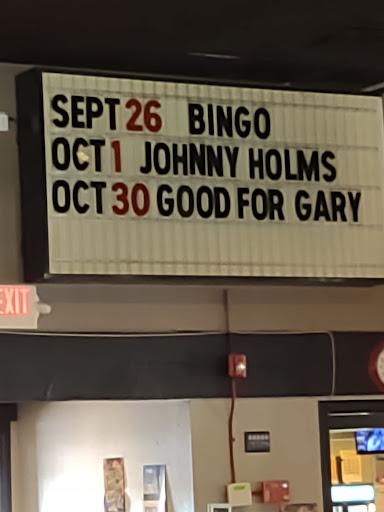 SEPT 26 BINGO
OCT 1 JOHNNY HOLMS
OCT 30 GOOD FOR GARY
EXIT